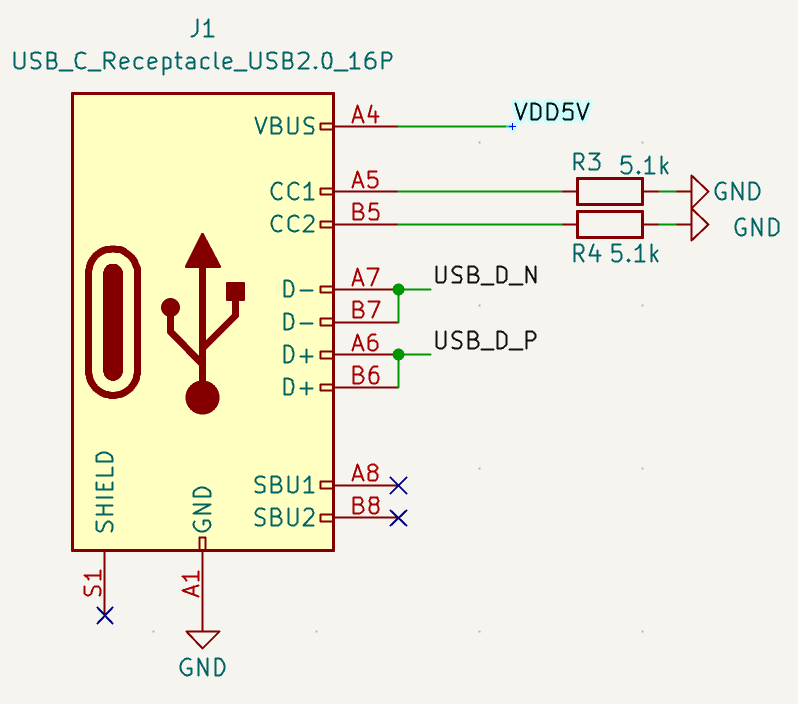 J1
USB_C_Receptacle_USB2.0_16P
VBUS A4 VDD5V
CC1 A5 R3 5.1k GND
CC2 B5 R4 5.1k GND
D- A7 USB_D_N
D- B7
D+ A6 USB_D_P
D+ B6
SBU1 A8
SBU2 B8
SHIELD
GND
S1
A1
GND